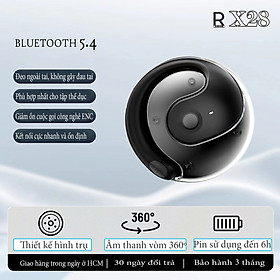 R X28
BLUETOOTH 5.4
Đeo ngoài tai, không gây đau tai
Phù hợp nhất cho tập thể dục
Giảm ồn cuộc gọi công nghệ ENC
Kết nối cực nhanh và ổn định
360°
Thiết kế hình trụ
Âm thanh vòm 360°
Pin sử dụng đến 6h
Giao hàng trong ngày ở HCM
30 ngày đổi trả
Bảo hành 3 tháng